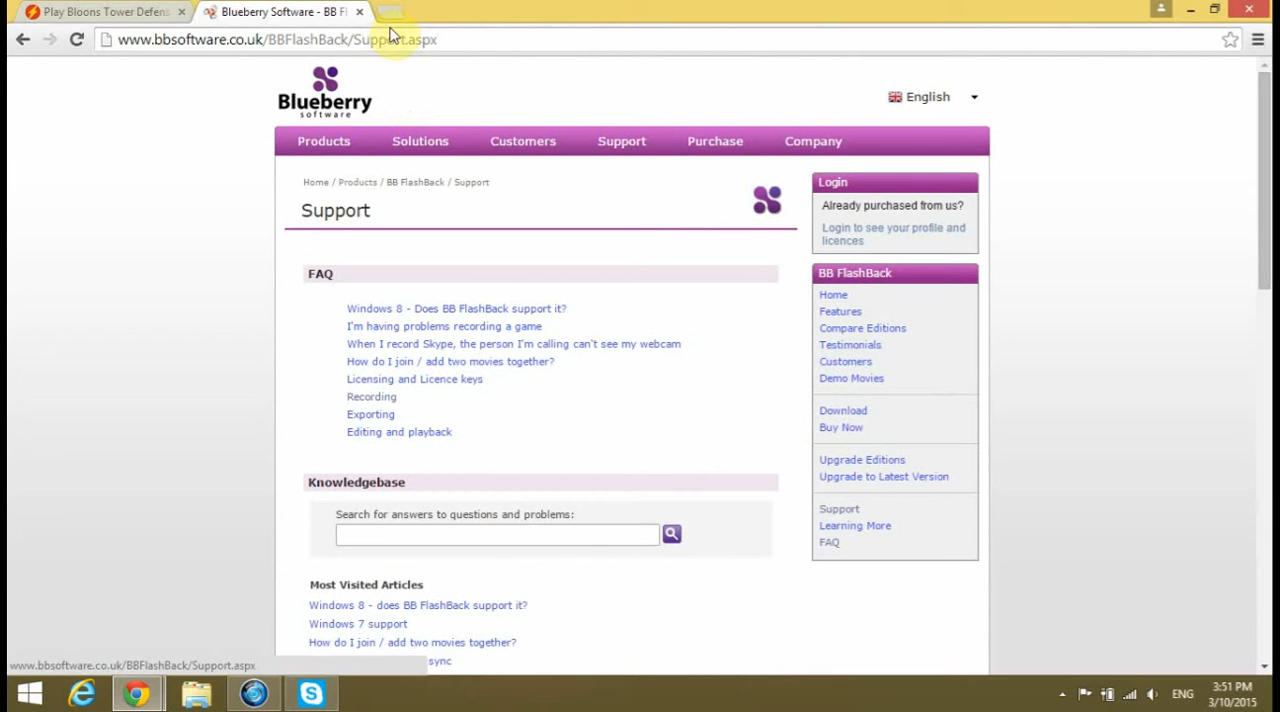 Play Bloons Tower Defens
Blueberry Software - BB Fl
www.bbsoftware.co.uk/BBFlashBack/Support.aspx
Blueberry
software
English
Products Solutions Customers Support Purchase Company
Home / Products / BB FlashBack / Support
Support
Login
Already purchased from us?
Login to see your profile and
licences
FAQ
Windows 8 - Does BB FlashBack support it?
I'm having problems recording a game
When I record Skype, the person I'm calling can't see my webcam
How do I join / add two movies together?
Licensing and Licence keys
Recording
Exporting
Editing and playback
BB FlashBack
Home
Features
Compare Editions
Testimonials
Customers
Demo Movies
Download
Buy Now
Upgrade Editions
Upgrade to Latest Version
Support
Learning More
FAQ
Knowledgebase
Search for answers to questions and problems:
Most Visited Articles
Windows 8 - does BB FlashBack support it?
Windows 7 support
How do I join / add two movies together?
sync
www.bbsoftware.co.uk/BBFlashBack/Support.aspx
ENG
3:51 PM
3/10/2015